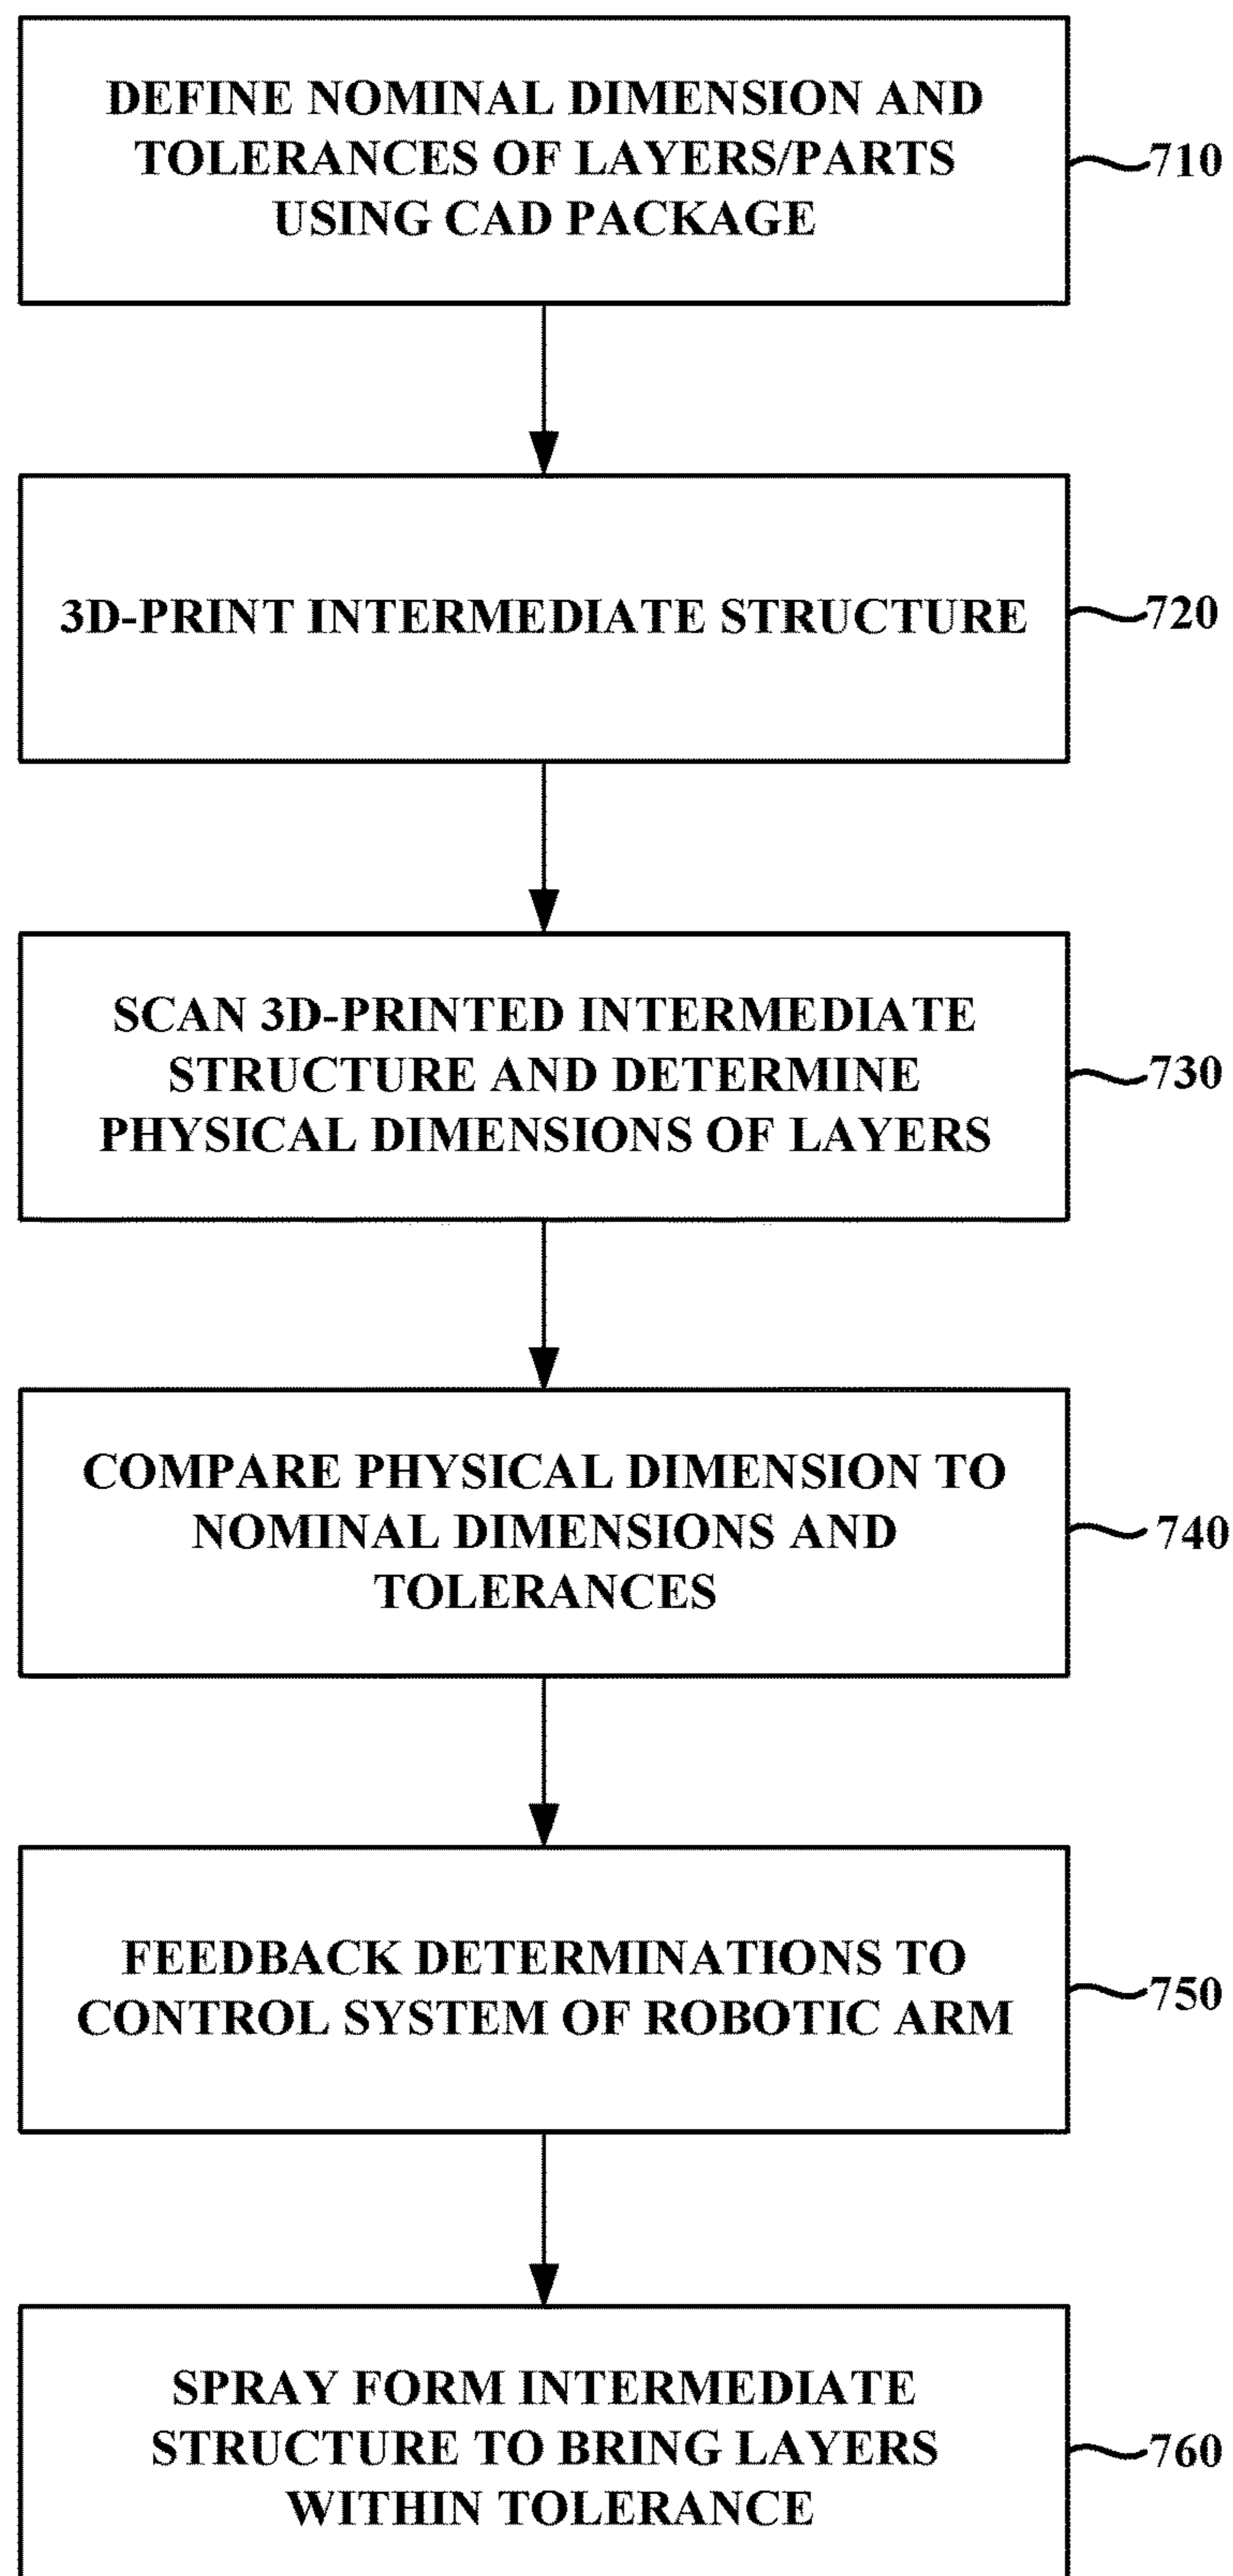 DEFINE NOMINAL DIMENSION AND
TOLERANCES OF LAYERS/PARTS
USING CAD PACKAGE
710
3D-PRINT INTERMEDIATE STRUCTURE
720
SCAN 3D-PRINTED INTERMEDIATE
STRUCTURE AND DETERMINE
PHYSICAL DIMENSIONS OF LAYERS
730
COMPARE PHYSICAL DIMENSION TO
NOMINAL DIMENSIONS AND
TOLERANCES
740
FEEDBACK DETERMINATIONS TO
CONTROL SYSTEM OF ROBOTIC ARM
750
SPRAY FORM INTERMEDIATE
STRUCTURE TO BRING LAYERS
WITHIN TOLERANCE
760